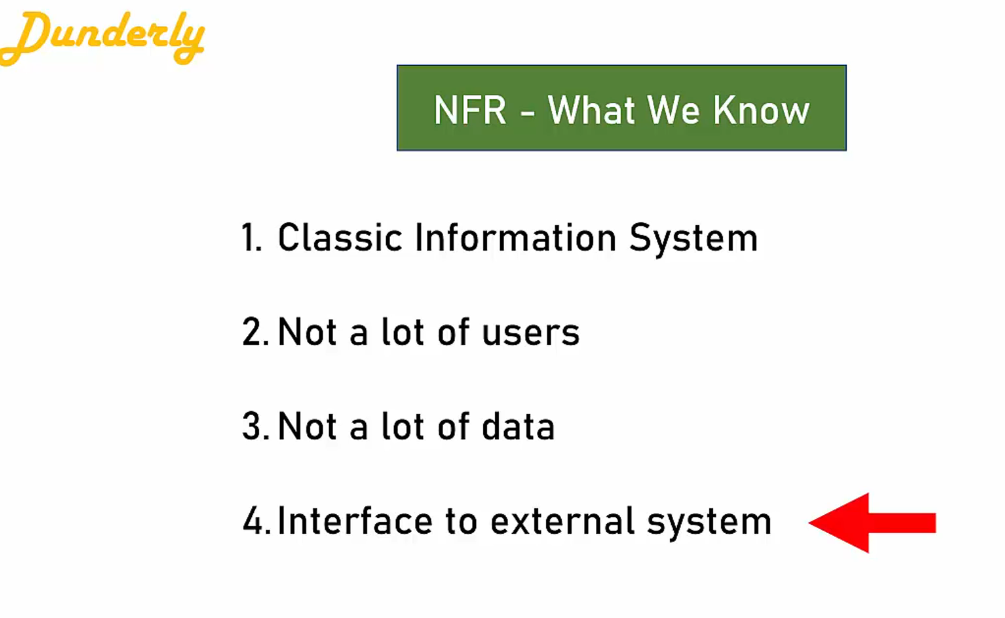 Dunderly
NFR - What We Know
1. Classic Information System
2. Not a lot of users
3. Not a lot of data
4. Interface to external system